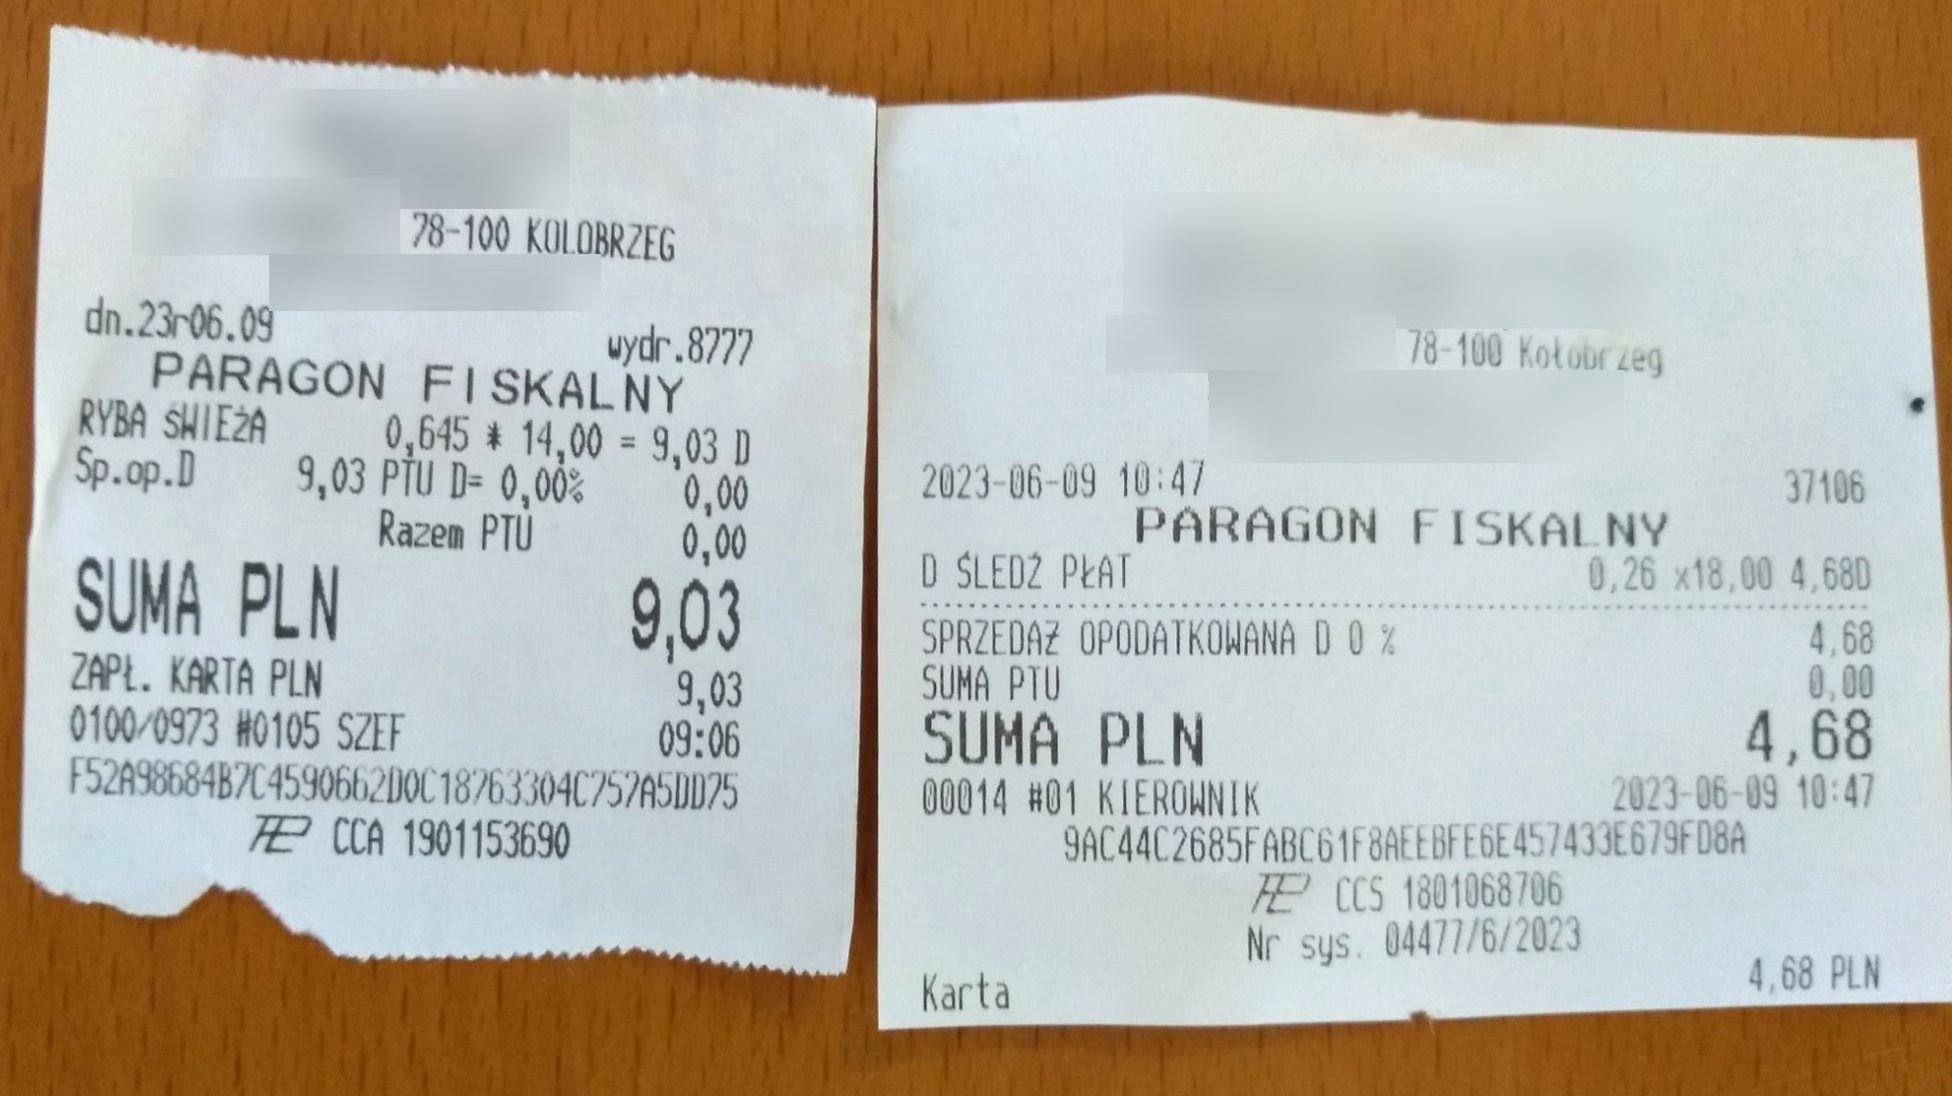 78-100 KOLOBRZEG
dn.23r06.09
wydr.8777
PARAGON FISKALNY
RYBA ŚWIEŻA 0,645 * 14,00 = 9,03 D
Sp.op.D 9,03 PTU D= 0,00% 0,00
Razem PTU 0,00
SUMA PLN 9,03
ZAPŁ. KARTA PLN 9,03
0100/0973 #0105 SZEF 09:06
F52A98684B7C4590662D0C18763304C757A5DD75
CCA 1901153690
78-100 Kołobrzeg
2023-06-09 10:47 37106
PARAGON FISKALNY
D ŚLEDŹ PŁAT 0,26 x18,00 4,68D
SPRZEDAŻ OPODATKOWANA D 0 % 4,68
SUMA PTU 0,00
SUMA PLN 4,68
00014 #01 KIEROWNIK 2023-06-09 10:47
9AC44C2685FABC61F8AEEBFE6E457433E679FD8A
CCS 1801068706
Nr sys. 04477/6/2023
Karta 4,68 PLN